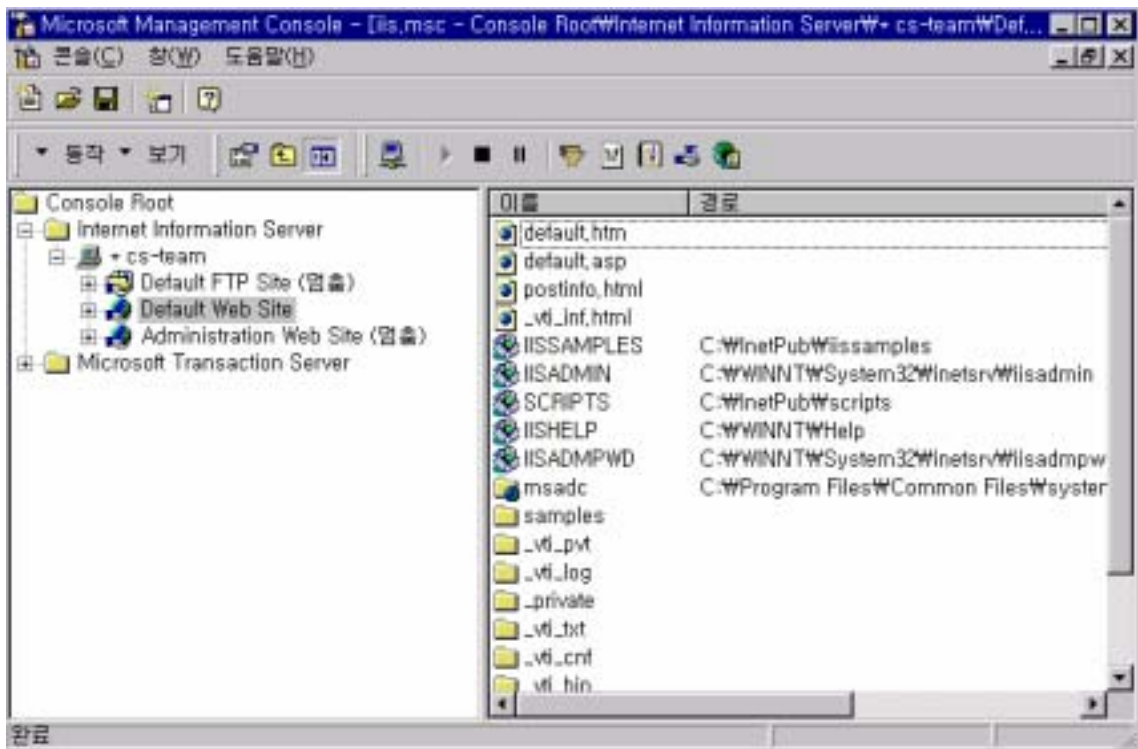 Microsoft Management Console - [iis.msc - Console Root₩Internet Information Server₩* cs-team₩Def...
콘솔(C) 창(W) 도움말(H)
동작 보기
Console Root
Internet Information Server
* cs-team
Default FTP Site (멈춤)
Default Web Site
Administration Web Site (멈춤)
Microsoft Transaction Server
이름 경로
default.htm
default.asp
postinfo.html
_vti_inf.html
IISSAMPLES C:₩InetPub₩iissamples
IISADMIN C:₩WINNT₩System32₩inetsrv₩iisadmin
SCRIPTS C:₩InetPub₩scripts
IISHELP C:₩WINNT₩Help
IISADMPWD C:₩WINNT₩System32₩inetsrv₩iisadmpw
msadc C:₩Program Files₩Common Files₩syster
samples
_vti_pvt
_vti_log
_private
_vti_txt
_vti_cnf
_vti_bin
완료